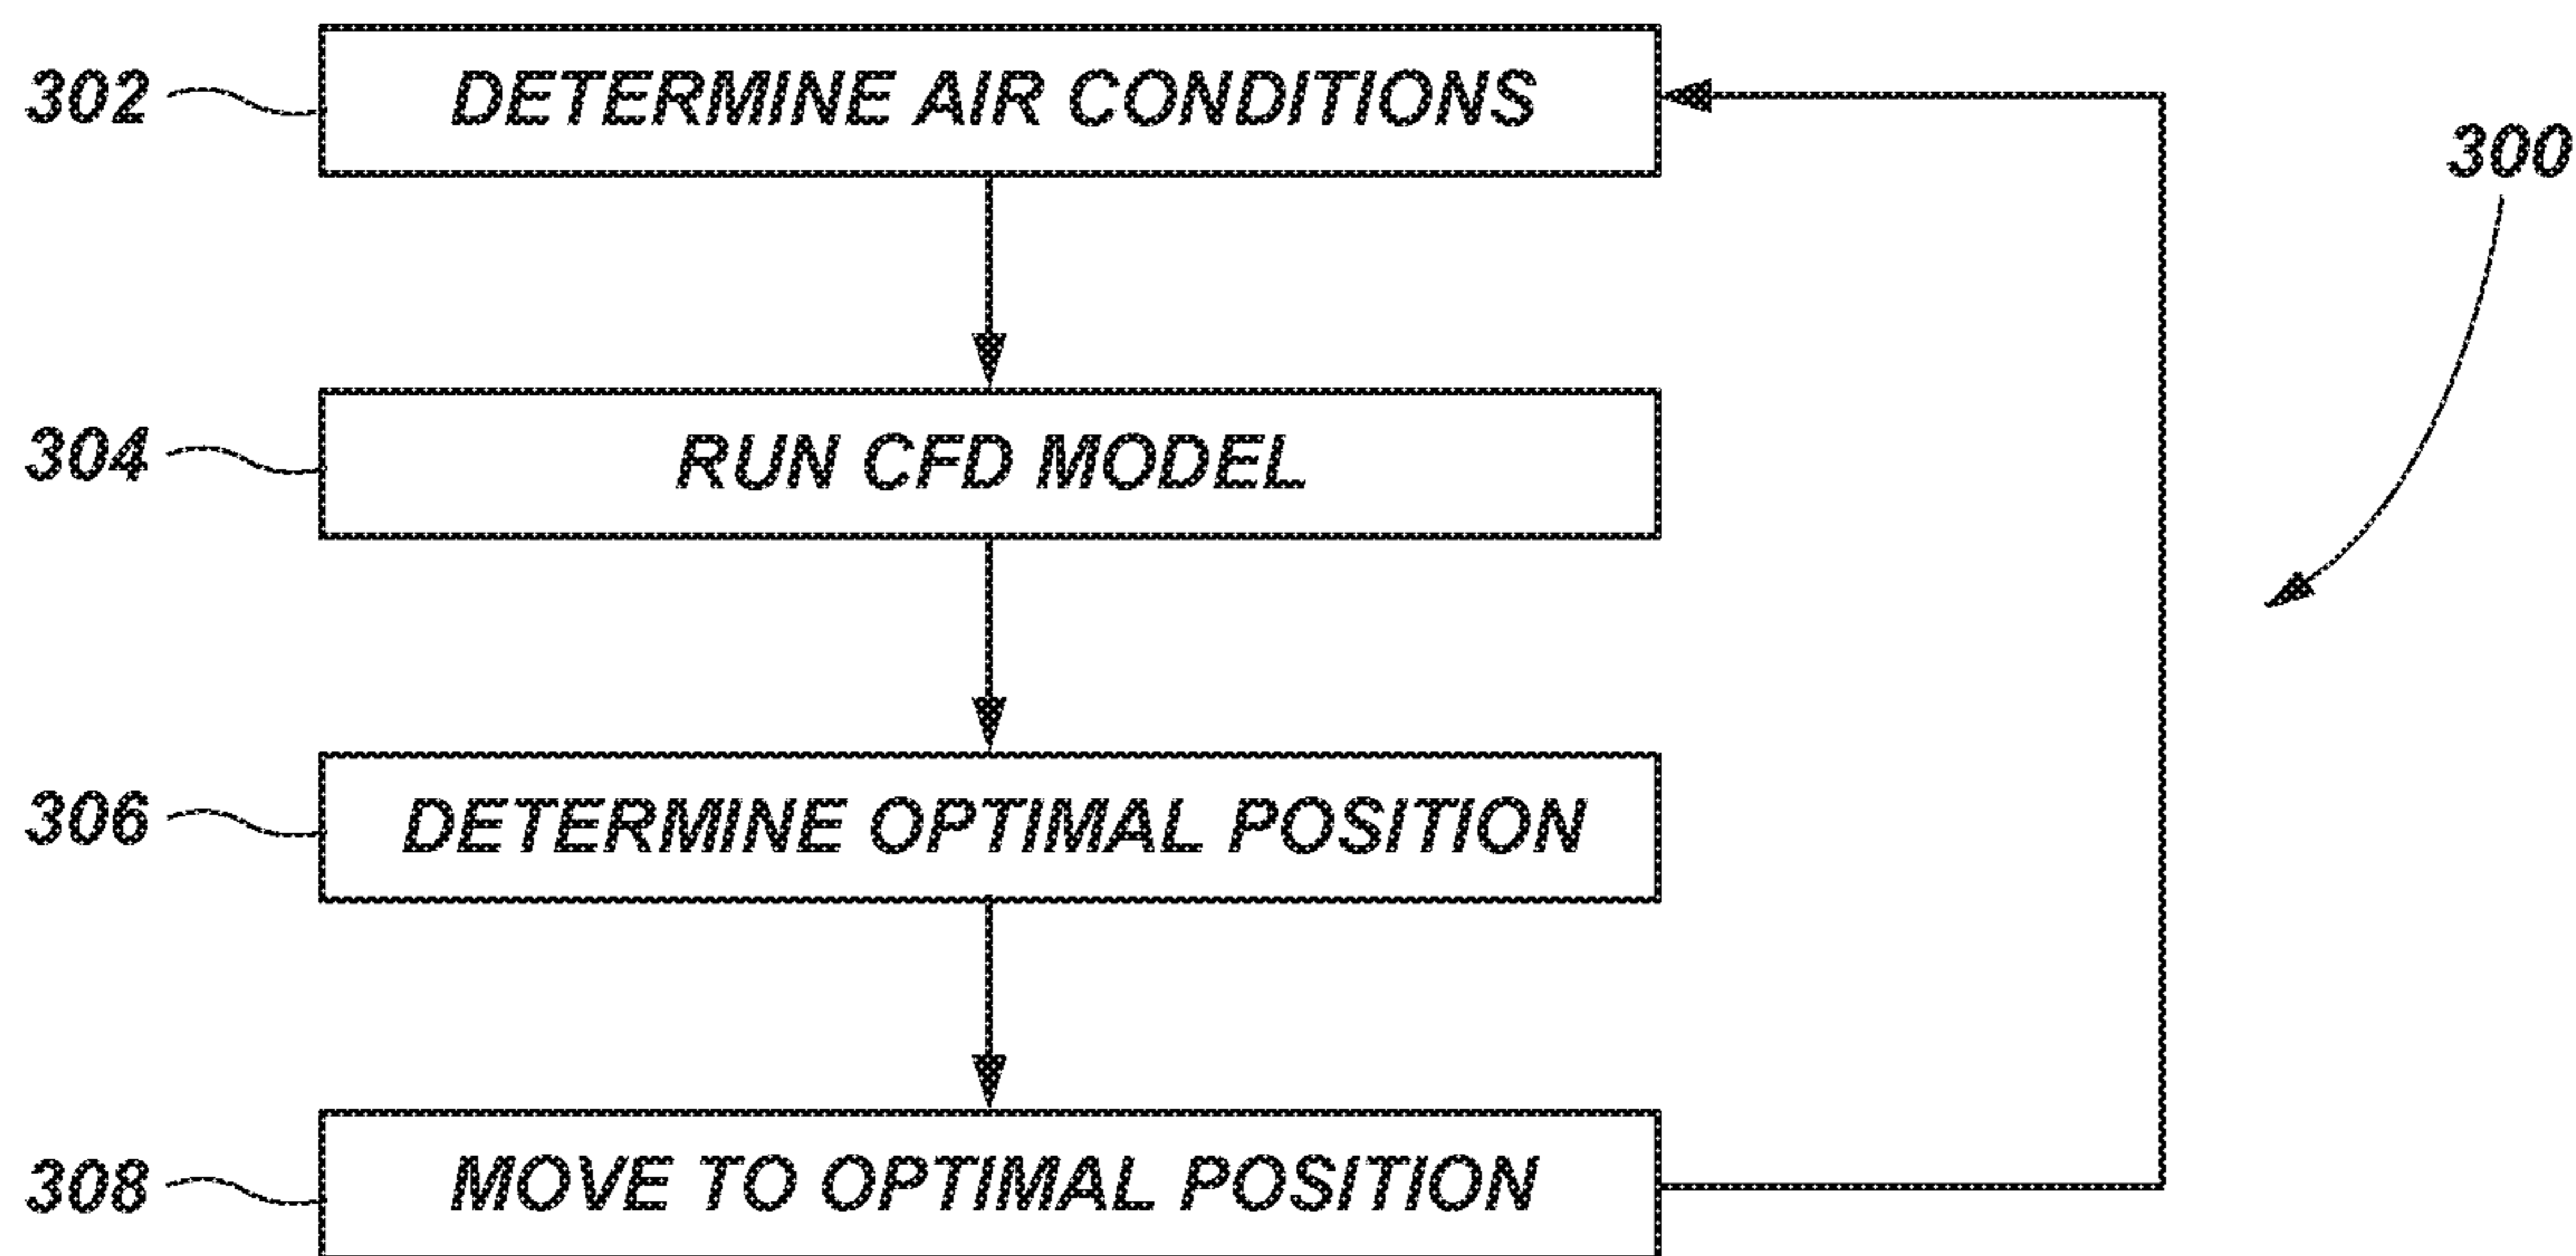 302 DETERMINE AIR CONDITIONS
300
304 RUN CFD MODEL
306 DETERMINE OPTIMAL POSITION
308 MOVE TO OPTIMAL POSITION